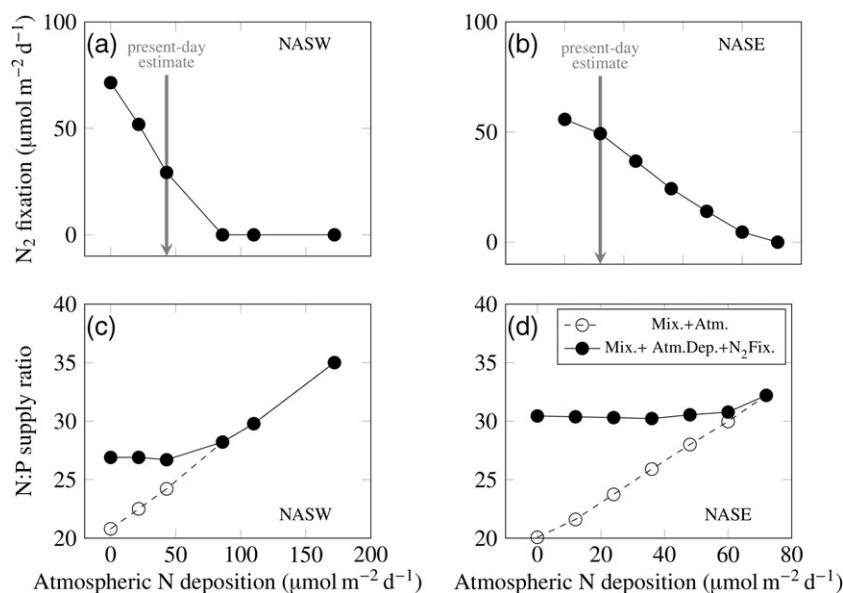 (a)
present-day
estimate
NASW
100
50
0
N₂ fixation (µmol m⁻² d⁻¹)
(b)
present-day
estimate
NASE
100
50
0
(c)
NASW
40
35
30
25
20
N:P supply ratio
0 50 100 150 200
Atmospheric N deposition (µmol m⁻² d⁻¹)
(d)
Mix.+Atm.
Mix.+ Atm.Dep.+N₂Fix.
NASE
40
35
30
25
20
0 20 40 60 80
Atmospheric N deposition (µmol m⁻² d⁻¹)